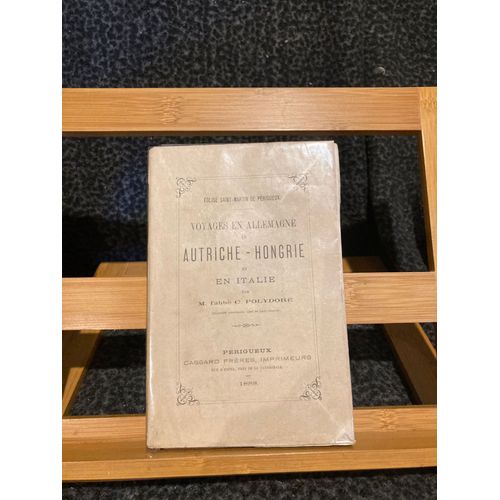 ÉGLISE SAINT-MARTIN DE PÉRIGUEUX
VOYAGES EN ALLEMAGNE
EN
AUTRICHE - HONGRIE
ET
EN ITALIE
PAR
M. l'abbé C. POLYDORE
PÉRIGUEUX
CASSARD FRÈRES, IMPRIMEURS
1888